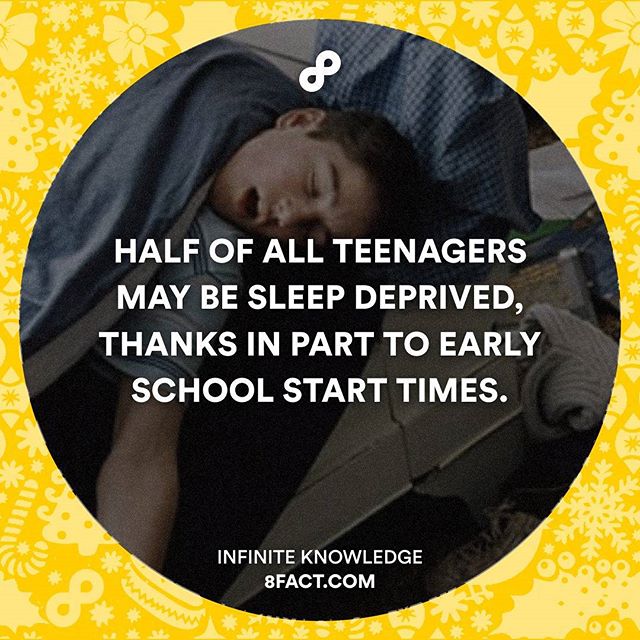 HALF OF ALL TEENAGERS
MAY BE SLEEP DEPRIVED,
THANKS IN PART TO EARLY
SCHOOL START TIMES.
INFINITE KNOWLEDGE
8FACT.COM